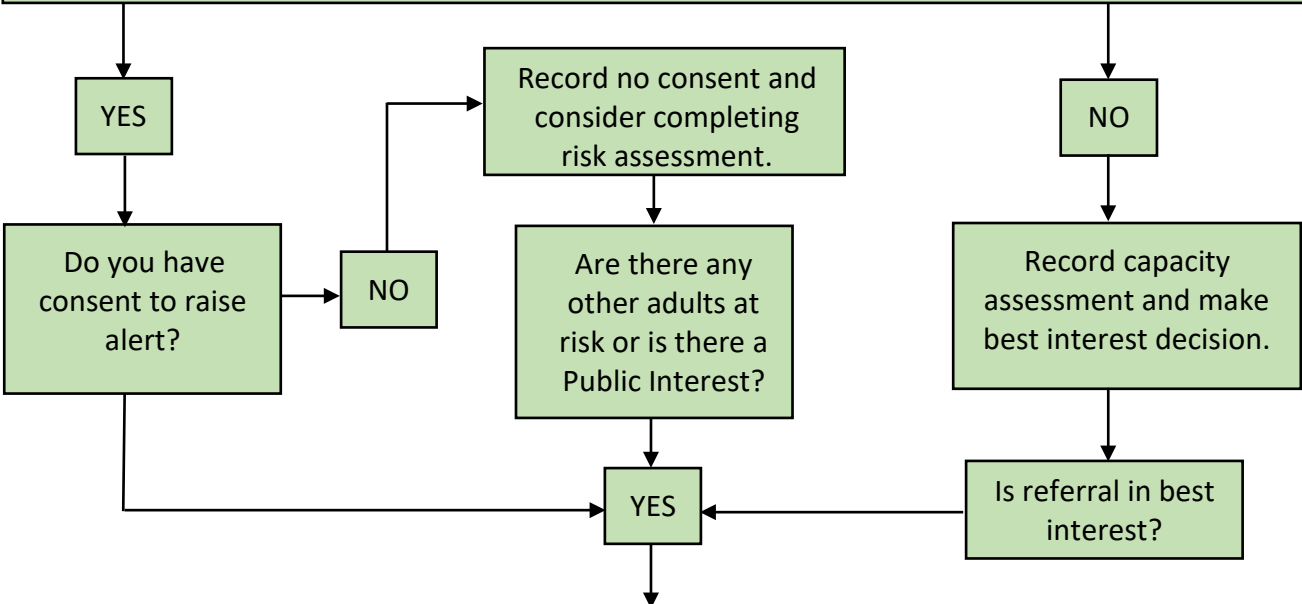 YES
Record no consent and
consider completing
risk assessment.
NO
Do you have
consent to raise
alert?
NO
Are there any
other adults at
risk or is there a
Public Interest?
Record capacity
assessment and make
best interest decision.
YES
Is referral in best
interest?